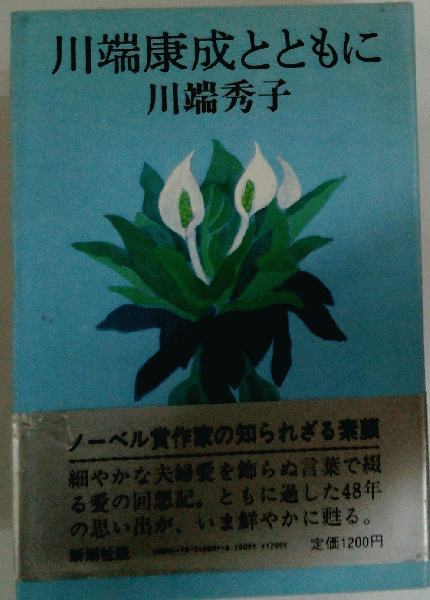 川端康成とともに
川端秀子
ノーベル賞作家の知られざる素顔
細やかな夫婦愛を飾らぬ言葉で綴
る愛の回想記。ともに過した48年
の思い出が、いま鮮やかに甦る。
新潮社版
定価1200円